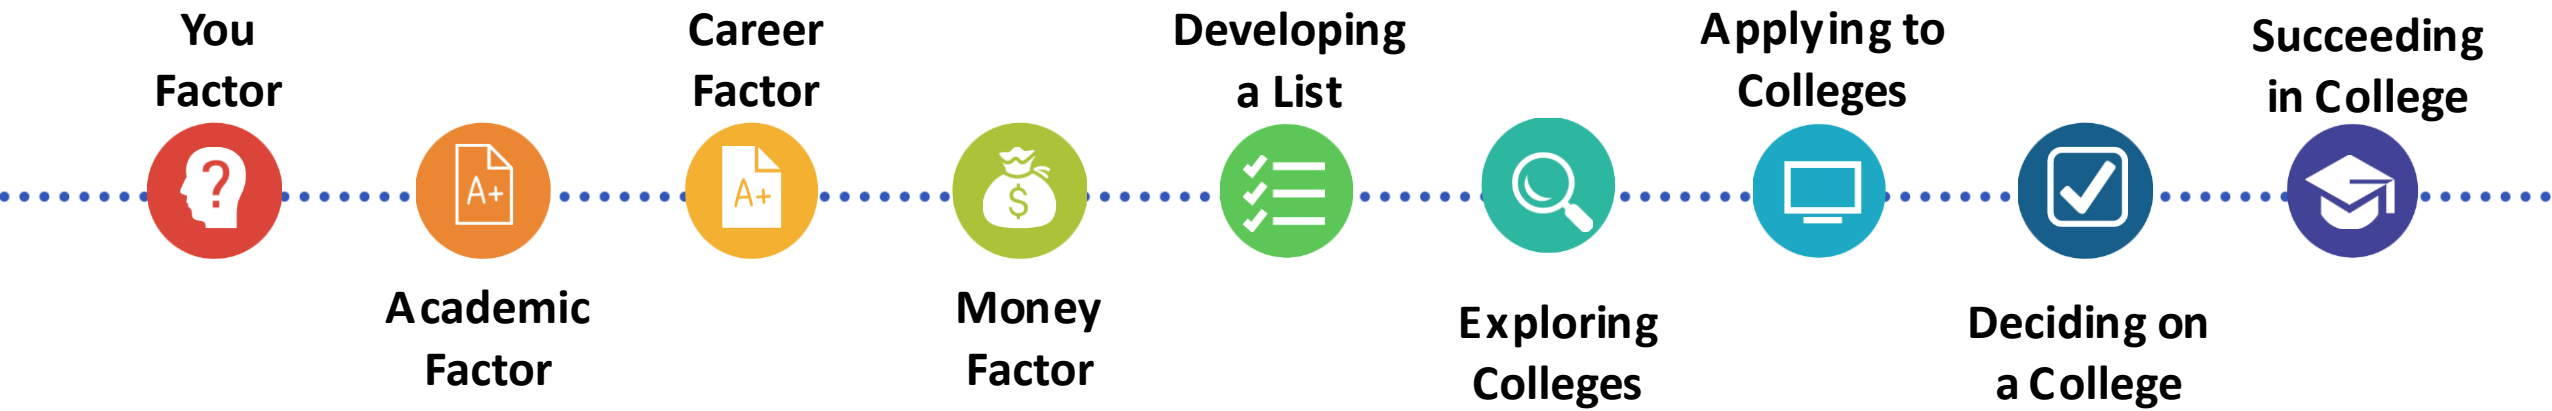 You
Factor
?
Academic
Factor
A+
Career
Factor
A+
Money
Factor
$
Developing
a List
Exploring
Colleges
Applying to
Colleges
Deciding on
a College
Succeeding
in College